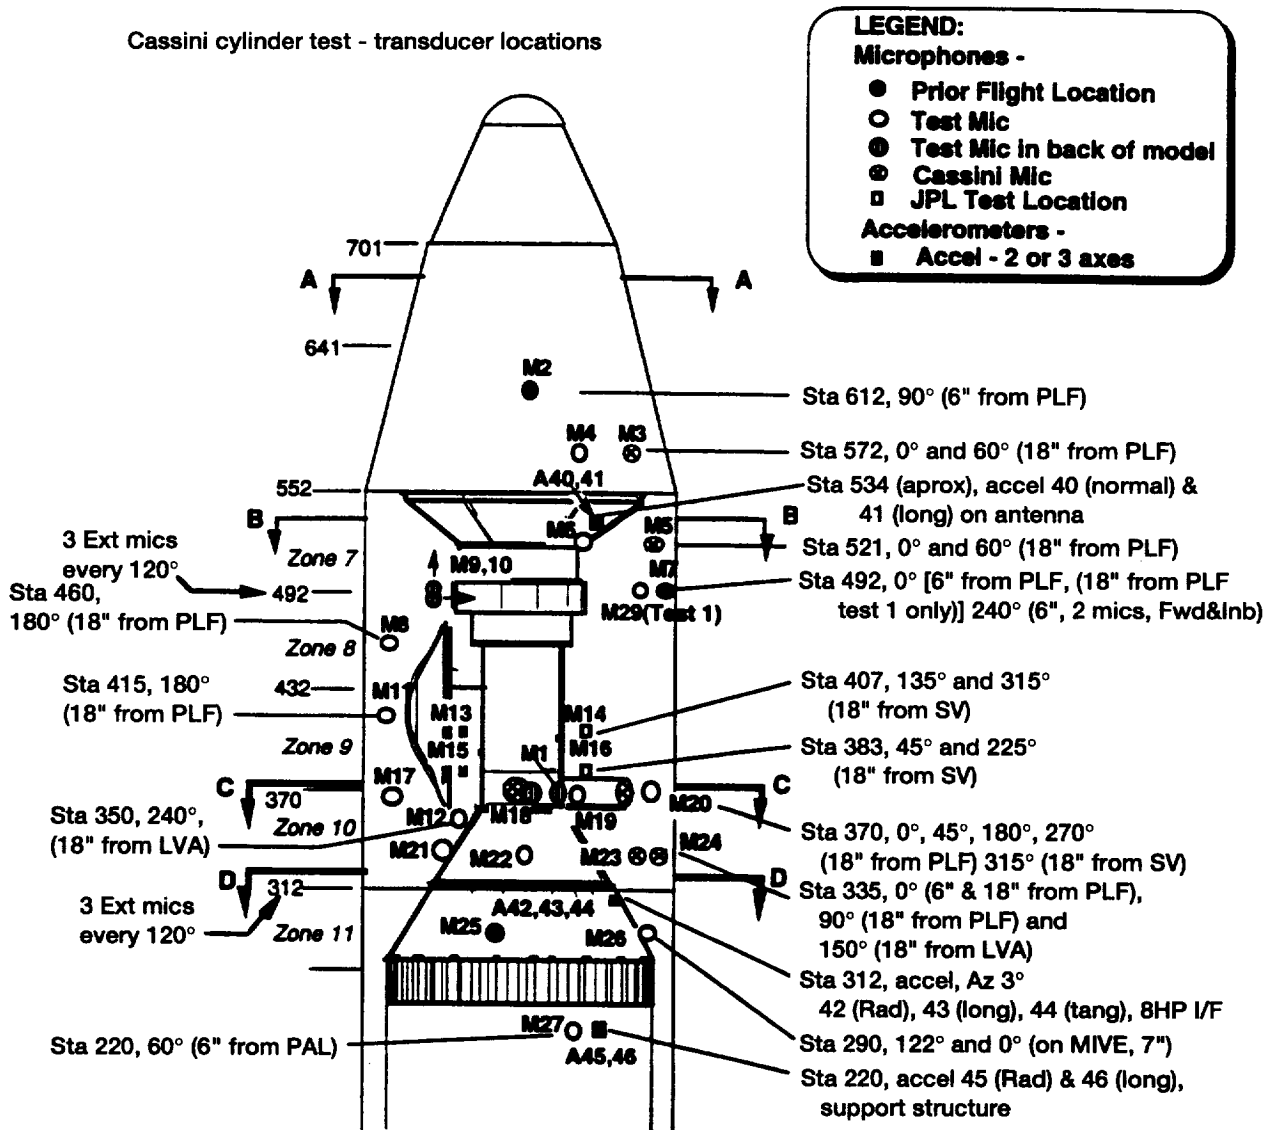 Cassini cylinder test - transducer locations
LEGEND:
Microphones -
Prior Flight Location
Test Mic
Test Mic in back of model
Cassini Mic
JPL Test Location
Accelerometers -
Accel - 2 or 3 axes
701
A
A
641
M2
Sta 612, 90° (6" from PLF)
M4
M3
Sta 572, 0° and 60° (18" from PLF)
A40,41
552
Sta 534 (aprox), accel 40 (normal) &
41 (long) on antenna
B
B
M6
M5
Sta 521, 0° and 60° (18" from PLF)
3 Ext mics
every 120°
Zone 7
M9,10
M7
492
Sta 492, 0° [6" from PLF, (18" from PLF
test 1 only)] 240° (6", 2 mics, Fwd&Inb)
M29(Test 1)
Sta 460,
180° (18" from PLF)
M8
Zone 8
Sta 415, 180°
(18" from PLF)
432
M11
Sta 407, 135° and 315°
(18" from SV)
M13
M14
Zone 9
M15
M1
M16
Sta 383, 45° and 225°
(18" from SV)
C
C
M17
370
M12
M18
M19
M20
Sta 370, 0°, 45°, 180°, 270°
(18" from PLF) 315° (18" from SV)
Sta 350, 240°,
(18" from LVA)
Zone 10
M21
M22
M23
M24
D
D
312
Sta 335, 0° (6" & 18" from PLF),
90° (18" from PLF) and
150° (18" from LVA)
3 Ext mics
every 120°
A42,43,44
Zone 11
M25
M26
Sta 312, accel, Az 3°
42 (Rad), 43 (long), 44 (tang), 8HP I/F
M27
Sta 220, 60° (6" from PAL)
A45,46
Sta 290, 122° and 0° (on MIVE, 7")
Sta 220, accel 45 (Rad) & 46 (long),
support structure